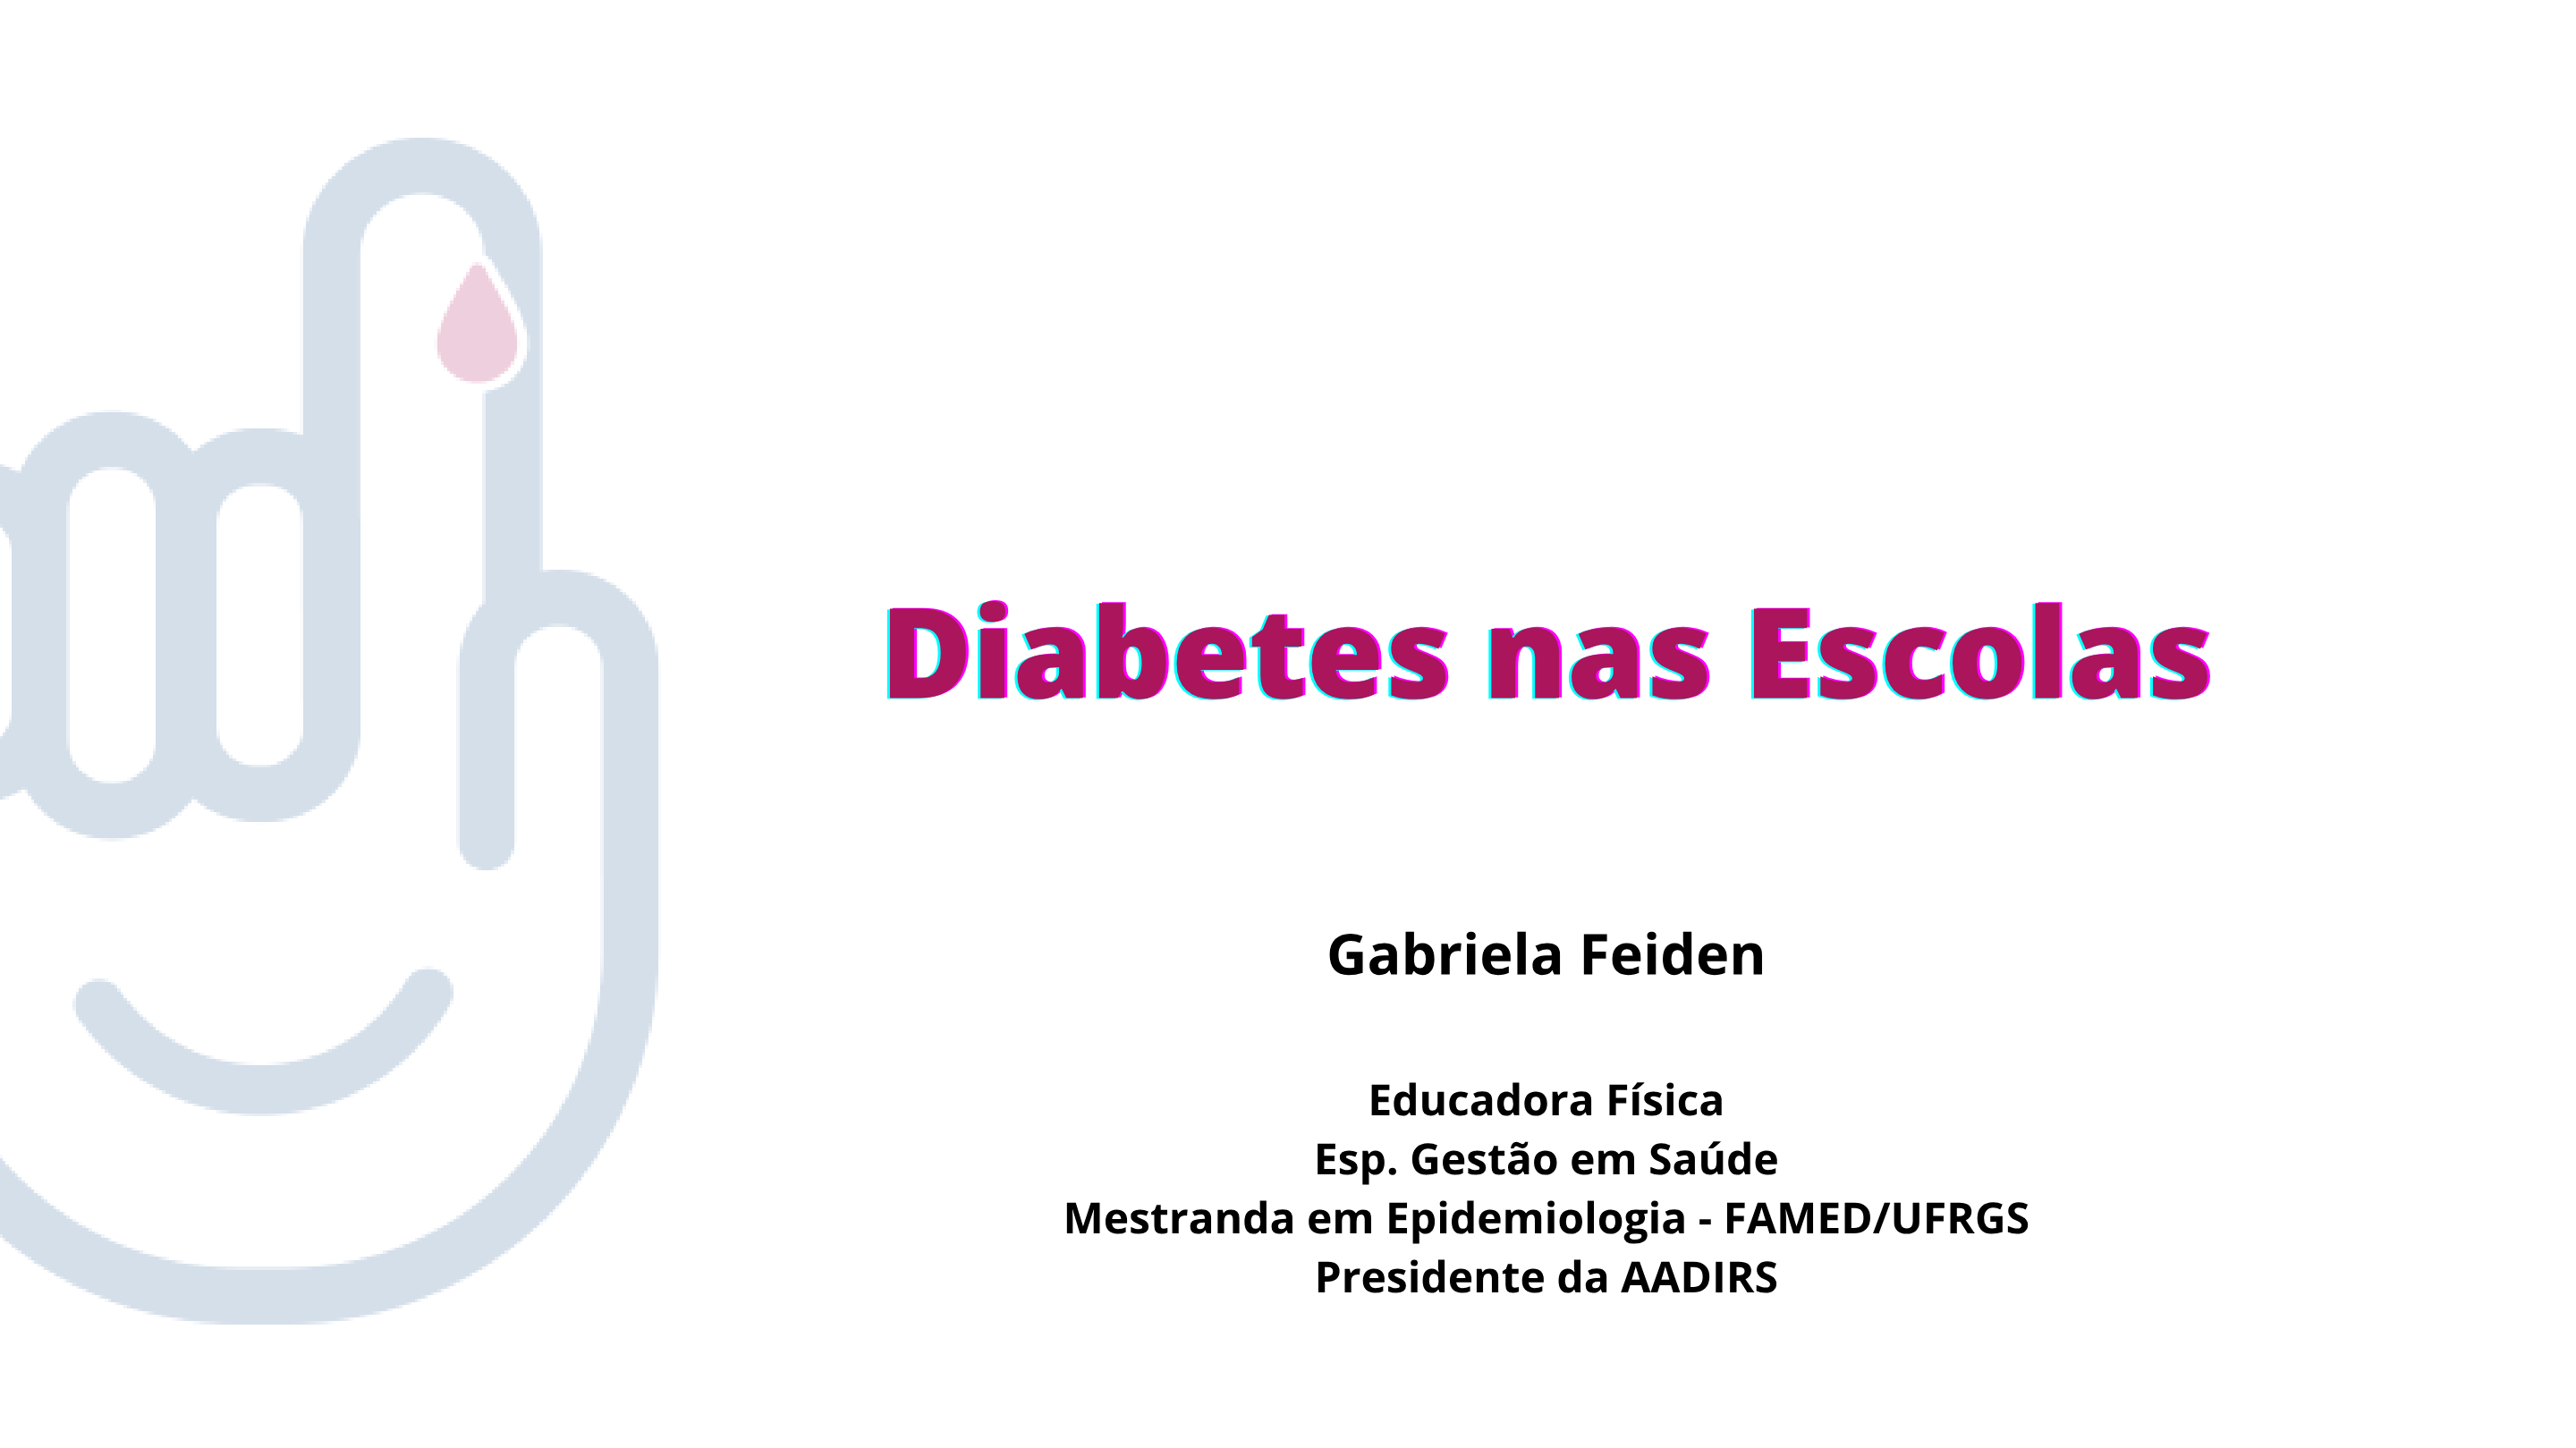 Diabetes nas Escolas
Gabriela Feiden
Educadora Física
Esp. Gestão em Saúde
Mestranda em Epidemiologia - FAMED/UFRGS
Presidente da AADIRS